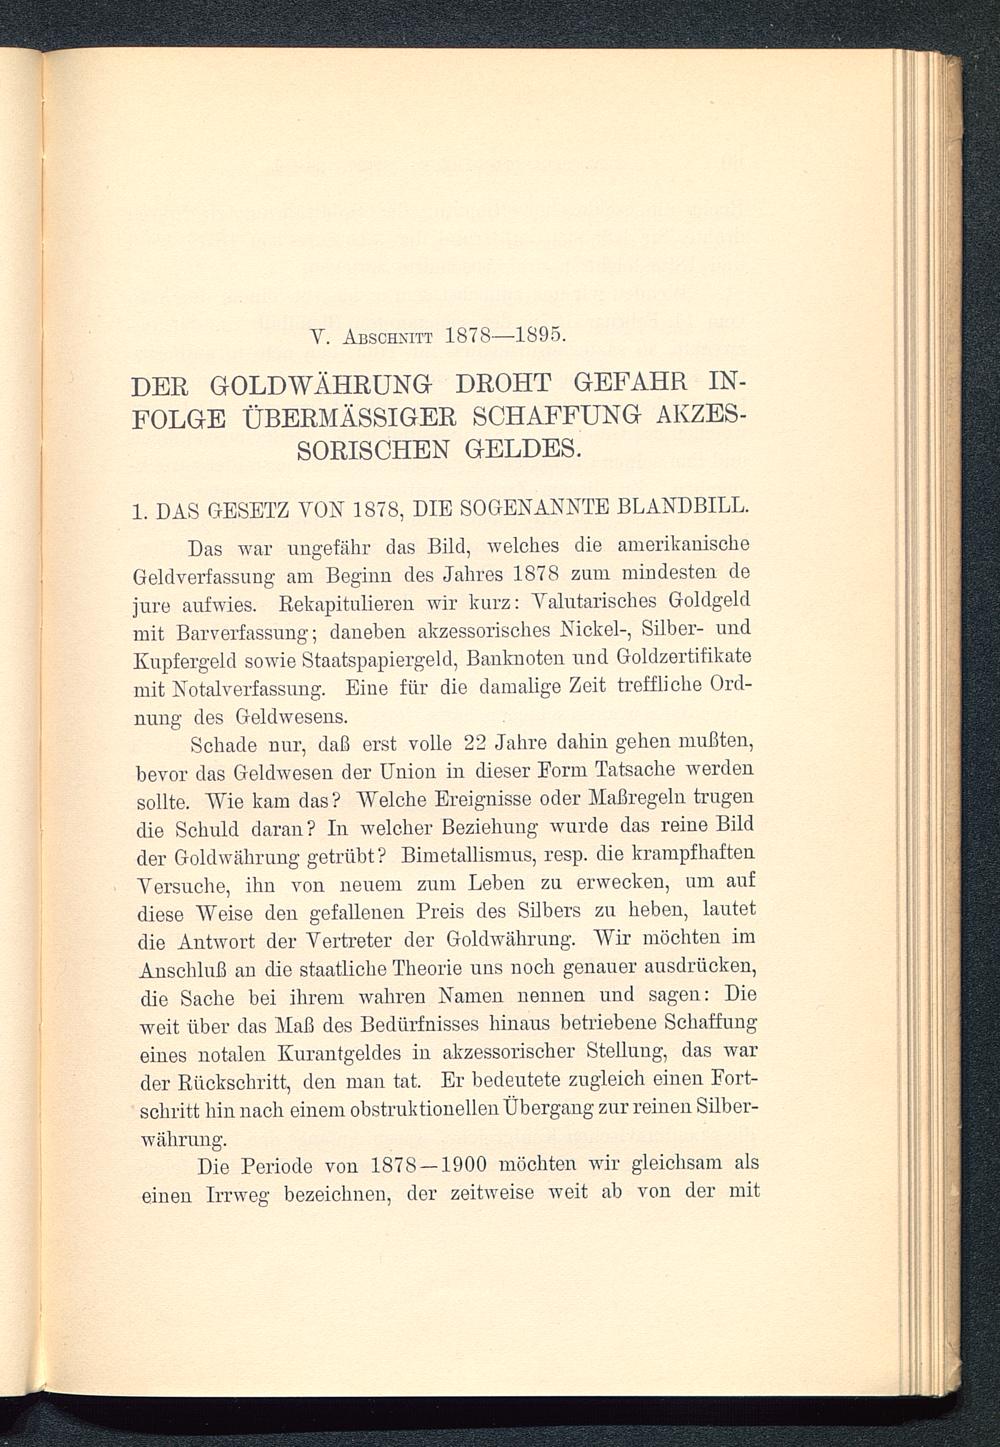 V. Abschnitt 1878—1895.
DER GOLDWÄHRUNG DROHT GEFAHR IN-
FOLGE ÜBERMÄSSIGER SCHAFFUNG AKZES-
SORISCHEN GELDES.
1. DAS GESETZ VON 1878, DIE SOGENANNTE BLANDBILL.
Das war ungefähr das Bild, welches die amerikanische
Geldverfassung am Beginn des Jahres 1878 zum mindesten de
jure aufwies. Rekapitulieren wir kurz: Valutarisches Goldgeld
mit Barverfassung; daneben akzessorisches Nickel-, Silber- und
Kupfergeld sowie Staatspapiergeld, Banknoten und Goldzertifikate
mit Notalverfassung. Eine für die damalige Zeit treffliche Ord-
nung des Geldwesens.
Schade nur, daß erst volle 22 Jahre dahin gehen mußten,
bevor das Geldwesen der Union in dieser Form Tatsache werden
sollte. Wie kam das? Welche Ereignisse oder Maßregeln trugen
die Schuld daran? In welcher Beziehung wurde das reine Bild
der Goldwährung getrübt? Bimetallismus, resp. die krampfhaften
Versuche, ihn von neuem zum Leben zu erwecken, um auf
diese Weise den gefallenen Preis des Silbers zu heben, lautet
die Antwort der Vertreter der Goldwährung. Wir möchten im
Anschluß an die staatliche Theorie uns noch genauer ausdrücken,
die Sache bei ihrem wahren Namen nennen und sagen: Die
weit über das Maß des Bedürfnisses hinaus betriebene Schaffung
eines notalen Kurantgeldes in akzessorischer Stellung, das war
der Rückschritt, den man tat. Er bedeutete zugleich einen Fort-
schritt hin nach einem obstruktionellen Übergang zur reinen Silber-
währung.
Die Periode von 1878—1900 möchten wir gleichsam als
einen Irrweg bezeichnen, der zeitweise weit ab von der mit